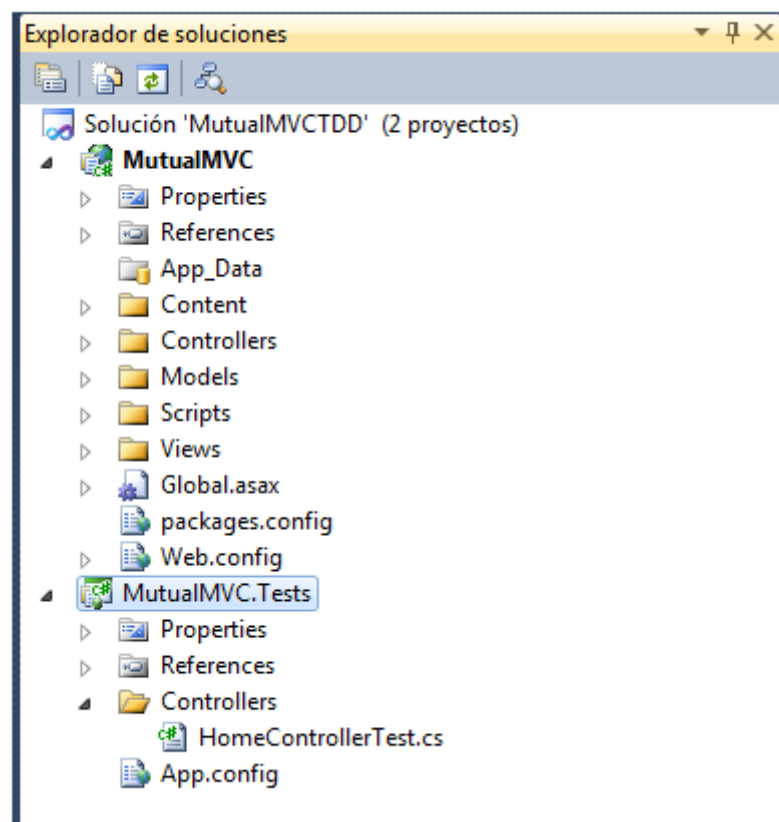 Explorador de soluciones
Solución 'MutualMVCTDD' (2 proyectos)
MutualMVC
Properties
References
App_Data
Content
Controllers
Models
Scripts
Views
Global.asax
packages.config
Web.config
MutualMVC.Tests
Properties
References
Controllers
HomeControllerTest.cs
App.config